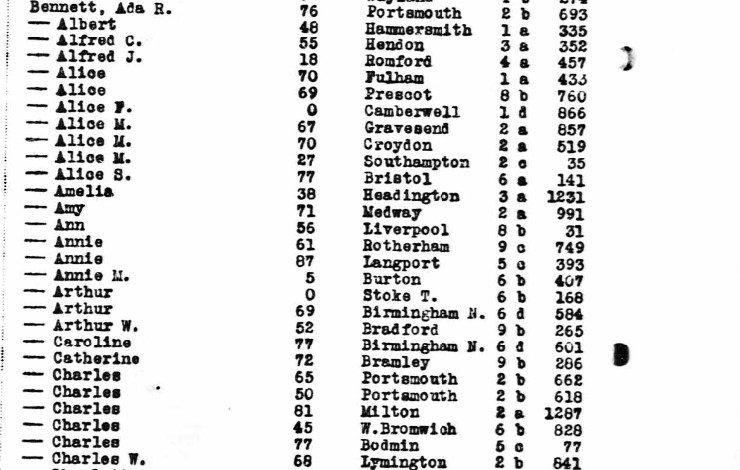 Bennett, Ada R. 76 Portsmouth 2 b 693
— Albert 48 Hammersmith 1 a 335
— Alfred C. 55 Hendon 3 a 352
— Alfred J. 18 Romford 4 a 457
— Alice 70 Fulham 1 a 433
— Alice 69 Prescot 8 b 760
— Alice F. 0 Camberwell 1 d 866
— Alice M. 67 Gravesend 2 a 857
— Alice M. 70 Croydon 2 a 519
— Alice M. 27 Southampton 2 c 35
— Alice S. 77 Bristol 6 a 141
— Amelia 38 Headington 3 a 1231
— Amy 71 Medway 2 a 991
— Ann 56 Liverpool 8 b 31
— Annie 61 Rotherham 9 c 749
— Annie 87 Langport 5 c 393
— Annie M. 5 Burton 6 b 407
— Arthur 0 Stoke T. 6 b 168
— Arthur 69 Birmingham N. 6 d 584
— Arthur W. 52 Bradford 9 b 265
— Caroline 77 Birmingham N. 6 d 601
— Catherine 72 Bramley 9 b 286
— Charles 65 Portsmouth 2 b 662
— Charles 50 Portsmouth 2 b 618
— Charles 81 Milton 2 a 1287
— Charles 45 W.Bromwich 6 b 828
— Charles 77 Bodmin 5 c 77
— Charles W. 68 Lymington 2 b 841